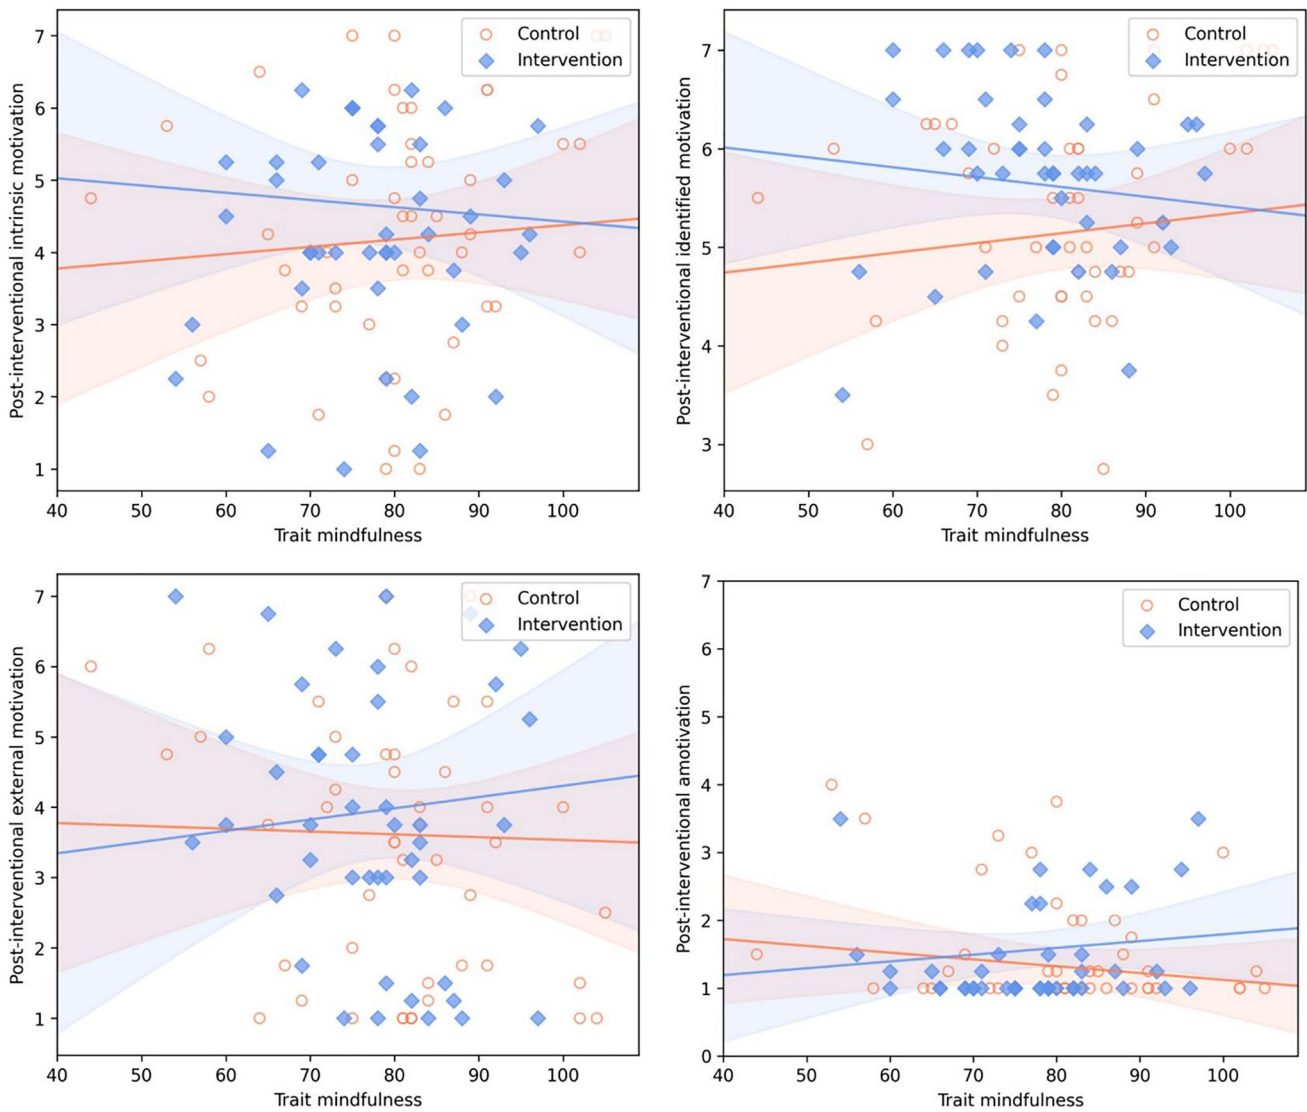 Control
Intervention
7
6
5
4
3
2
1
Post-interventional intrinsic motivation
40 50 60 70 80 90 100
Trait mindfulness
Control
Intervention
7
6
5
4
3
Post-interventional identified motivation
40 50 60 70 80 90 100
Trait mindfulness
Control
Intervention
7
6
5
4
3
2
1
Post-interventional external motivation
40 50 60 70 80 90 100
Trait mindfulness
Control
Intervention
7
6
5
4
3
2
1
0
Post-interventional amotivation
40 50 60 70 80 90 100
Trait mindfulness